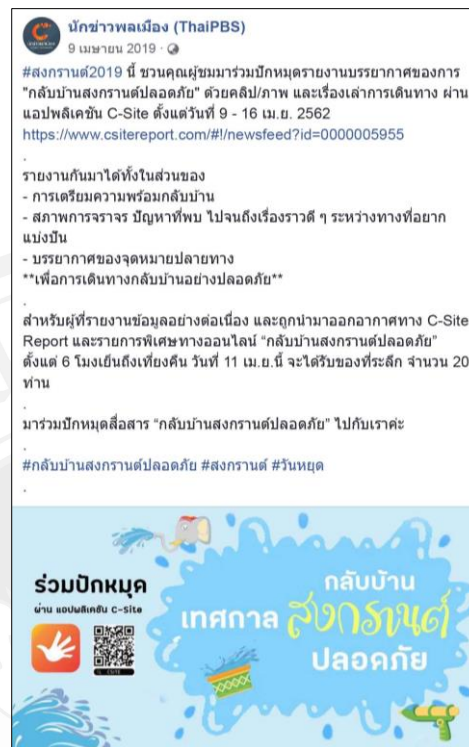 นักข่าวพลเมือง (ThaiPBS)
9 เมษายน 2019 ·
#สงกรานต์2019 นี้ ชวนคุณผู้ชมมาร่วมปักหมุดรายงานบรรยากาศของการ
"กลับบ้านสงกรานต์ปลอดภัย" ด้วยคลิป/ภาพ และเรื่องเล่าการเดินทาง ผ่าน
แอปพลิเคชัน C-Site ตั้งแต่วันที่ 9 - 16 เม.ย. 2562
https://www.csitereport.com/#!/newsfeed?id=0000005955
.
รายงานกันมาได้ทั้งในส่วนของ
- การเตรียมความพร้อมกลับบ้าน
- สภาพการจราจร ปัญหาที่พบ ไปจนถึงเรื่องราวดี ๆ ระหว่างทางที่อยาก
แบ่งปัน
- บรรยากาศของจุดหมายปลายทาง
**เพื่อการเดินทางกลับบ้านอย่างปลอดภัย**
.
สำหรับผู้ที่รายงานข้อมูลอย่างต่อเนื่อง และถูกนำมาออกอากาศทาง C-Site
Report และรายการพิเศษทางออนไลน์ "กลับบ้านสงกรานต์ปลอดภัย"
ตั้งแต่ 6 โมงเย็นถึงเที่ยงคืน วันที่ 11 เม.ย.นี้ จะได้รับของที่ระลึก จำนวน 20
ท่าน
.
มาร่วมปักหมุดสื่อสาร "กลับบ้านสงกรานต์ปลอดภัย" ไปกับเราค่ะ
.
#กลับบ้านสงกรานต์ปลอดภัย #สงกรานต์ #วันหยุด
.
ร่วมปักหมุด
ผ่าน แอปพลิเคชัน C-Site
กลับบ้าน
เทศกาล สงกรานต์
ปลอดภัย